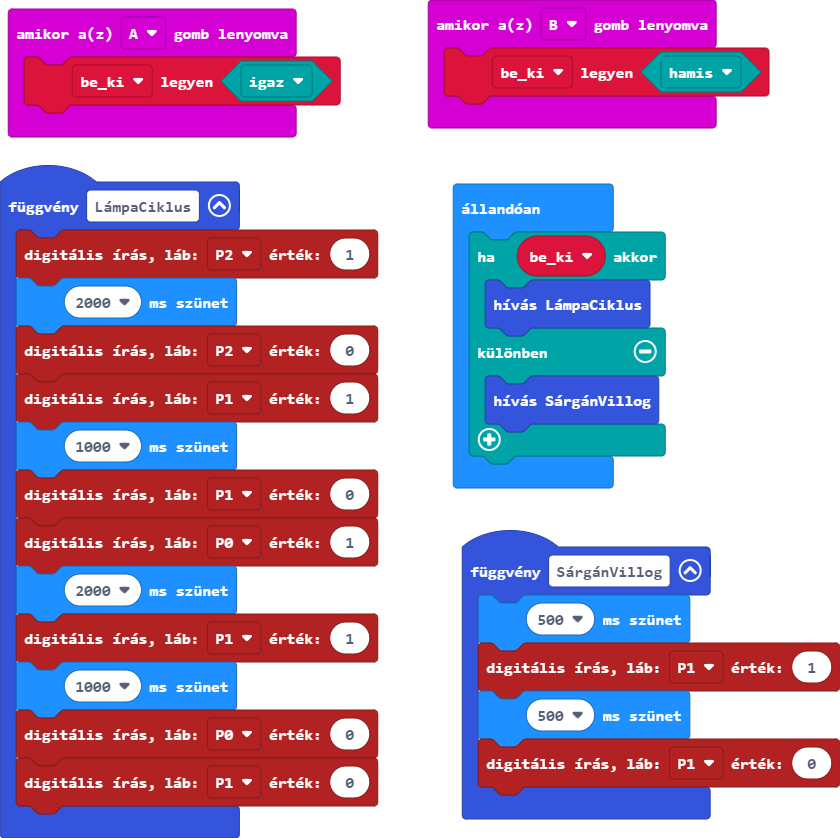 amikor a(z) A gomb lenyomva
be_ki legyen igaz
amikor a(z) B gomb lenyomva
be_ki legyen hamis
függvény LámpaCiklus
digitális írás, láb: P2 érték: 1
2000 ms szünet
digitális írás, láb: P2 érték: 0
digitális írás, láb: P1 érték: 1
1000 ms szünet
digitális írás, láb: P1 érték: 0
digitális írás, láb: P0 érték: 1
2000 ms szünet
digitális írás, láb: P1 érték: 1
1000 ms szünet
digitális írás, láb: P0 érték: 0
digitális írás, láb: P1 érték: 0
állandóan
ha be_ki akkor
hívás LámpaCiklus
különben
hívás SárgánVillog
függvény SárgánVillog
500 ms szünet
digitális írás, láb: P1 érték: 1
500 ms szünet
digitális írás, láb: P1 érték: 0